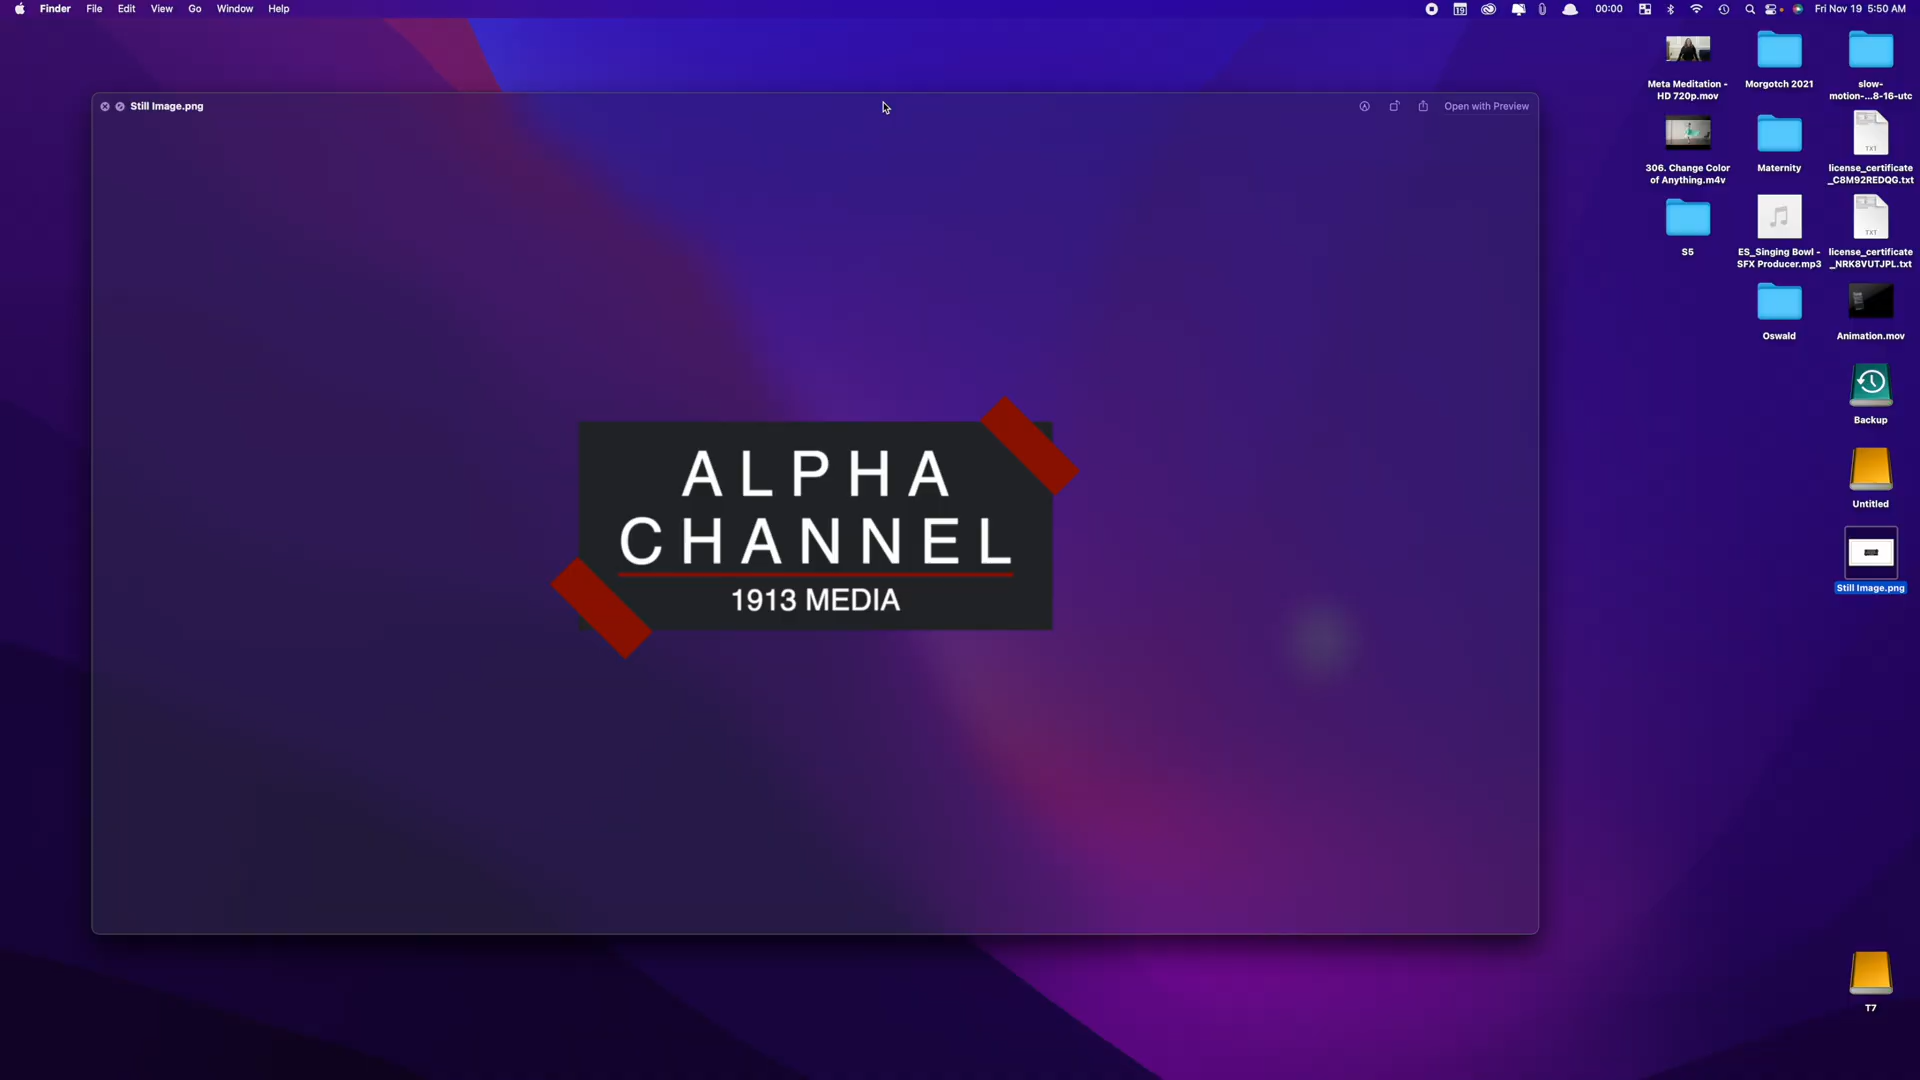 Finder File Edit View Go Window Help
19 00:00 Fri Nov 19 5:50 AM
Still Image.png
Open with Preview
ALPHA
CHANNEL
1913 MEDIA
Meta Meditation -
HD 720p.mov
Morgotch 2021
slow-
motion-...8-16-utc
306. Change Color
of Anything.m4v
Maternity
TXT
license_certificate
_C8M92REDQG.txt
S5
ES_Singing Bowl -
SFX Producer.mp3
TXT
license_certificate
_NRK8VUTJPL.txt
Oswald
Animation.mov
Backup
Untitled
Still Image.png
T7